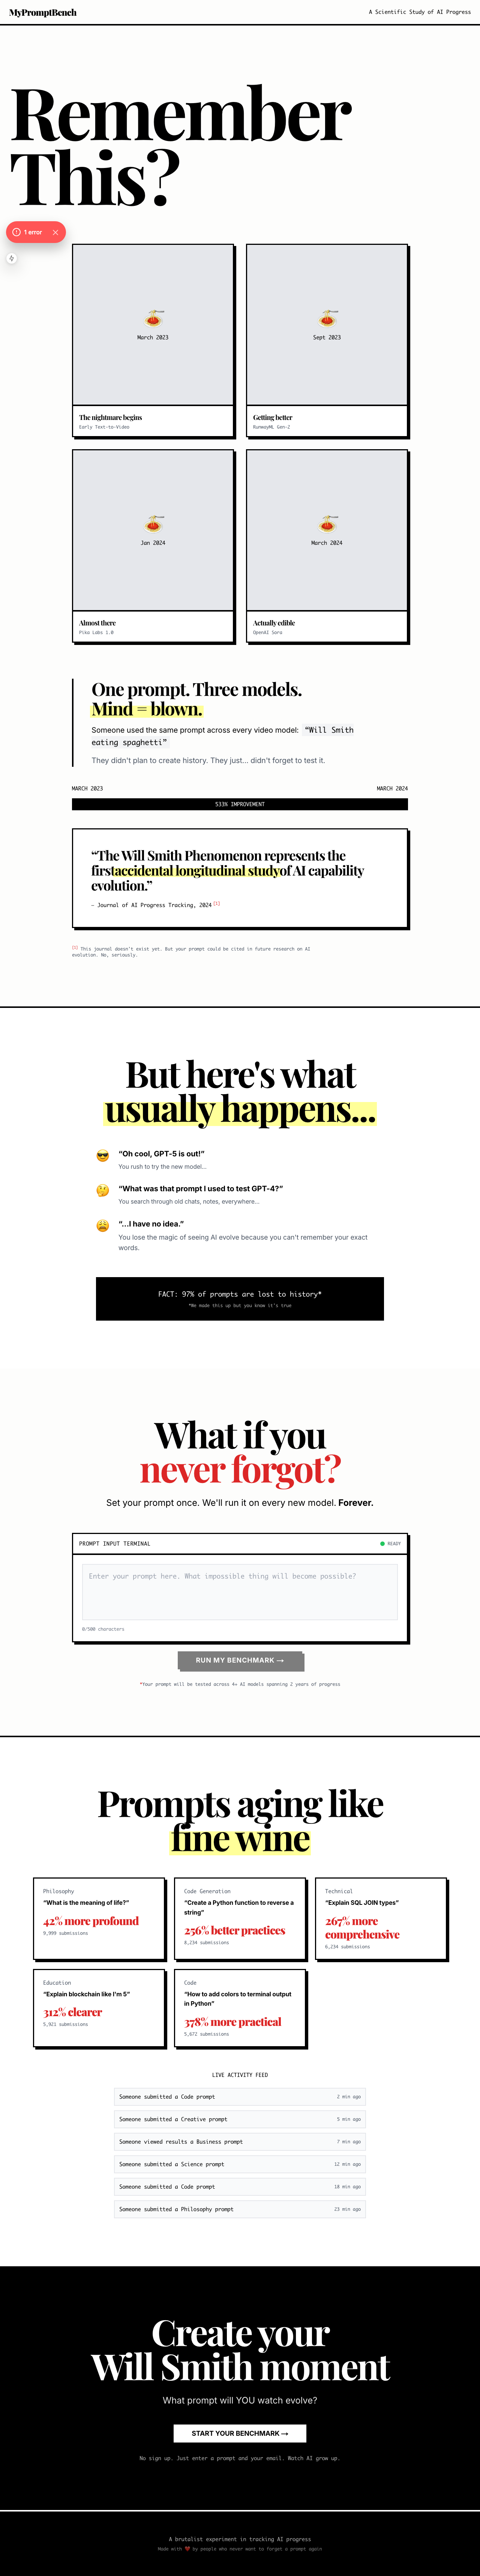 MyPromptBench
A Scientific Study of AI Progress
Remember
This?
1 error
March 2023
Sept 2023
The nightmare begins
Early Text-to-Video
Getting better
RunwayML Gen-2
Jan 2024
March 2024
Almost there
Pika Labs 1.0
Actually edible
OpenAI Sora
One prompt. Three models.
Mind = blown.
Someone used the same prompt across every video model: “Will Smith
eating spaghetti”
They didn't plan to create history. They just... didn't forget to test it.
MARCH 2023
MARCH 2024
533% IMPROVEMENT
“The Will Smith Phenomenon represents the
first accidental longitudinal study of AI capability
evolution.”
— Journal of AI Progress Tracking, 2024 [1]
[1] This journal doesn't exist yet. But your prompt could be cited in future research on AI
evolution. No, seriously.
But here's what
usually happens...
“Oh cool, GPT-5 is out!”
You rush to try the new model...
“What was that prompt I used to test GPT-4?”
You search through old chats, notes, everywhere...
“...I have no idea.”
You lose the magic of seeing AI evolve because you can't remember your exact
words.
FACT: 97% of prompts are lost to history*
*We made this up but you know it's true
What if you
never forgot?
Set your prompt once. We'll run it on every new model. Forever.
PROMPT INPUT TERMINAL
READY
Enter your prompt here. What impossible thing will become possible?
0/500 characters
RUN MY BENCHMARK →
*Your prompt will be tested across 4+ AI models spanning 2 years of progress
Prompts aging like
fine wine
Philosophy
“What is the meaning of life?”
42% more profound
9,999 submissions
Code Generation
“Create a Python function to reverse a
string”
256% better practices
8,234 submissions
Technical
“Explain SQL JOIN types”
267% more
comprehensive
6,234 submissions
Education
“Explain blockchain like I'm 5”
312% clearer
5,921 submissions
Code
“How to add colors to terminal output
in Python”
378% more practical
5,672 submissions
LIVE ACTIVITY FEED
Someone submitted a Code prompt
2 min ago
Someone submitted a Creative prompt
5 min ago
Someone viewed results a Business prompt
7 min ago
Someone submitted a Science prompt
12 min ago
Someone submitted a Code prompt
18 min ago
Someone submitted a Philosophy prompt
23 min ago
Create your
Will Smith moment
What prompt will YOU watch evolve?
START YOUR BENCHMARK →
No sign up. Just enter a prompt and your email. Watch AI grow up.
A brutalist experiment in tracking AI progress
Made with ❤️ by people who never want to forget a prompt again